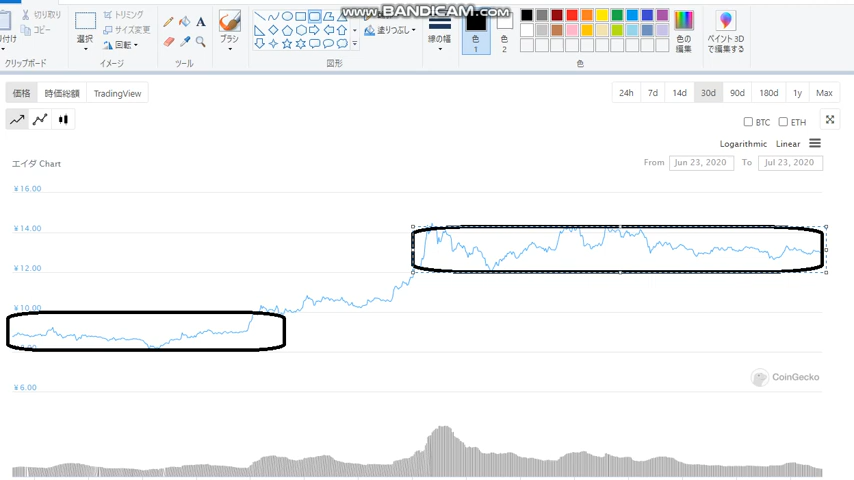 www.BANDICAM.com
切り取り
コピー
クリップボード
選択
トリミング
サイズ変更
回転
イメージ
A
ツール
ブラシ
塗りつぶし
図形
線の幅
色
1
色
2
色の
編集
色
ペイント 3D
で編集する
価格
時価総額
TradingView
24h
7d
14d
30d
90d
180d
1y
Max
BTC
ETH
Logarithmic
Linear
エイダ Chart
From
Jun 23, 2020
To
Jul 23, 2020
¥16.00
¥14.00
¥12.00
¥10.00
¥6.00
CoinGecko